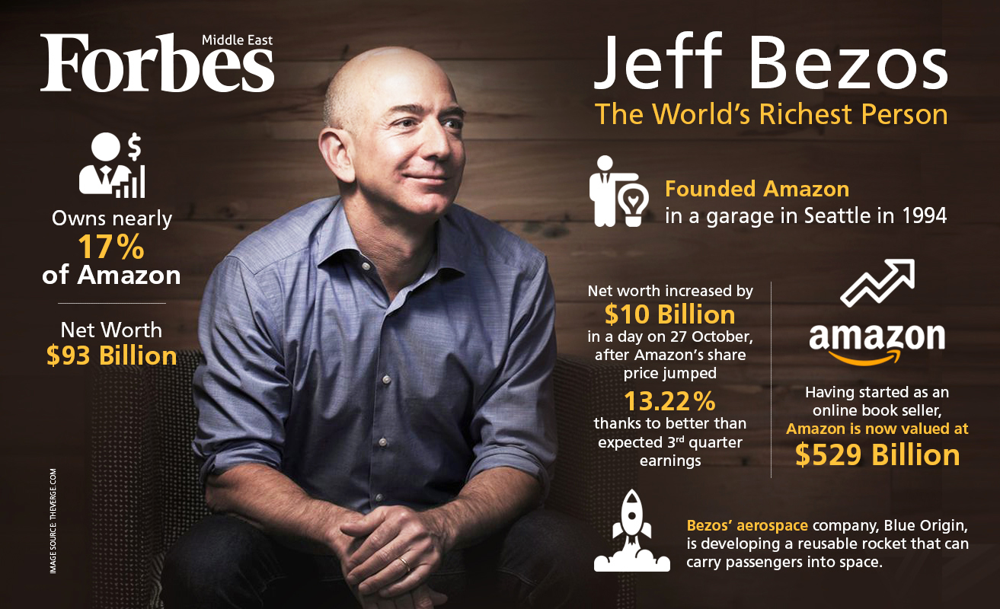 Forbes
Middle East
Jeff Bezos
The World's Richest Person
Owns nearly
17%
of Amazon
Net Worth
$93 Billion
$
Founded Amazon
in a garage in Seattle in 1994
Net worth increased by
$10 Billion
in a day on 27 October,
after Amazon's share
price jumped
13.22%
thanks to better than
expected 3rd quarter
earnings
amazon
Having started as an
online book seller,
Amazon is now valued at
$529 Billion
Bezos' aerospace company, Blue Origin,
is developing a reusable rocket that can
carry passengers into space.
IMAGE SOURCE: THEVERGE.COM